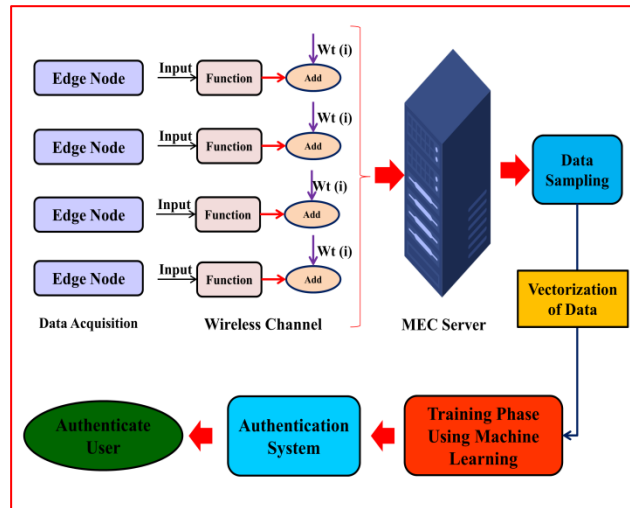 Wt (i)
Edge Node
Input
Function
Add
Wt (i)
Edge Node
Input
Function
Add
Wt (i)
Edge Node
Input
Function
Add
Wt (i)
Edge Node
Input
Function
Add
Data Acquisition
Wireless Channel
MEC Server
Data
Sampling
Vectorization
of Data
Training Phase
Using Machine
Learning
Authentication
System
Authenticate
User